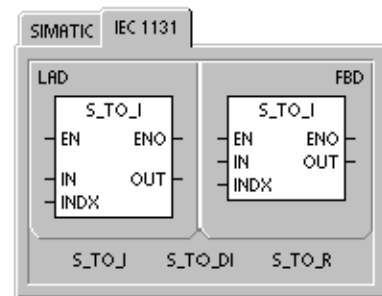 SIMATIC IEC 1131
LAD
S_TO_I
EN ENO
IN OUT
INDX
FBD
S_TO_I
EN ENO
IN OUT
INDX
S_TO_I S_TO_DI S_TO_R